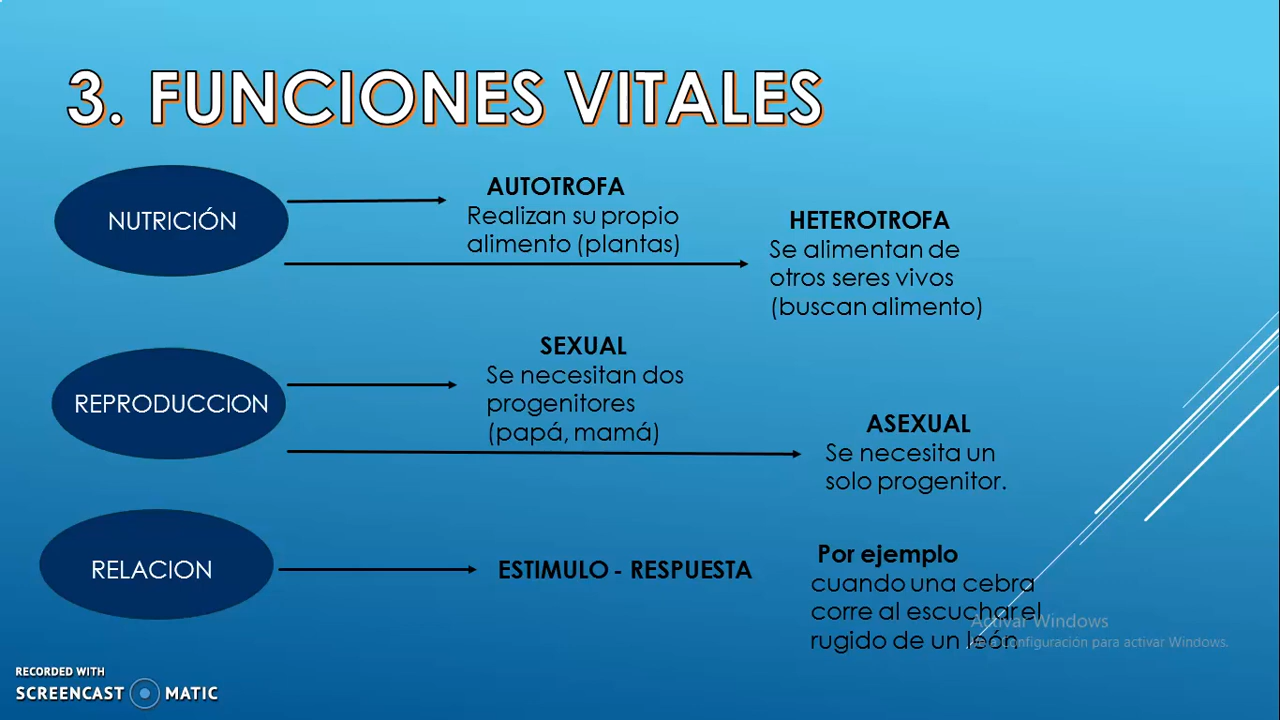 3. FUNCIONES VITALES
NUTRICIÓN
AUTOTROFA
Realizan su propio
alimento (plantas)
HETEROTROFA
Se alimentan de
otros seres vivos
(buscan alimento)
REPRODUCCION
SEXUAL
Se necesitan dos
progenitores
(papá, mamá)
ASEXUAL
Se necesita un
solo progenitor.
RELACION
ESTIMULO - RESPUESTA
Por ejemplo
cuando una cebra
corre al escuchar el
rugido de un león
Activar Windows
a Configuración para activar Windows.
RECORDED WITH
SCREENCAST MATIC